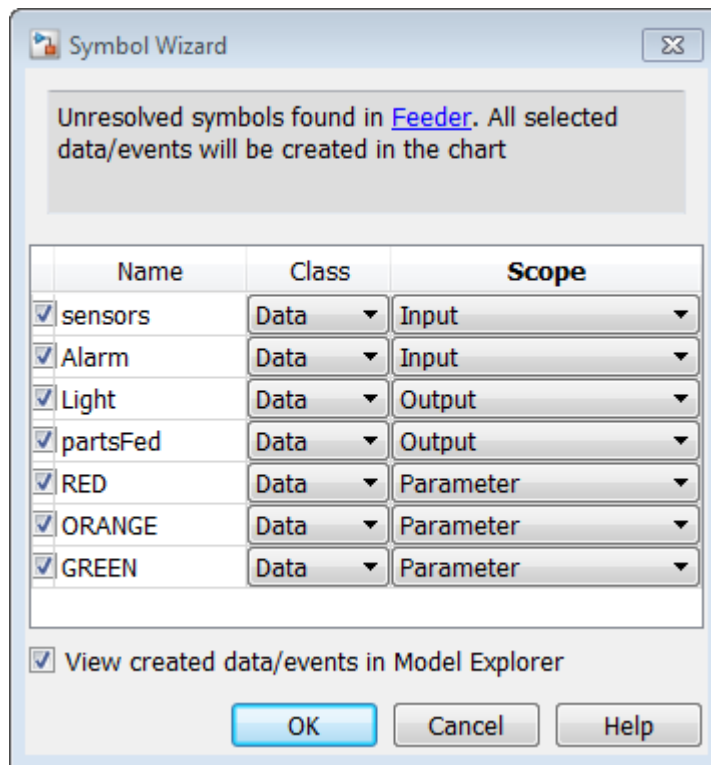 Symbol Wizard
Unresolved symbols found in Feeder. All selected
data/events will be created in the chart
Name Class Scope
sensors Data Input
Alarm Data Input
Light Data Output
partsFed Data Output
RED Data Parameter
ORANGE Data Parameter
GREEN Data Parameter
View created data/events in Model Explorer
OK Cancel Help